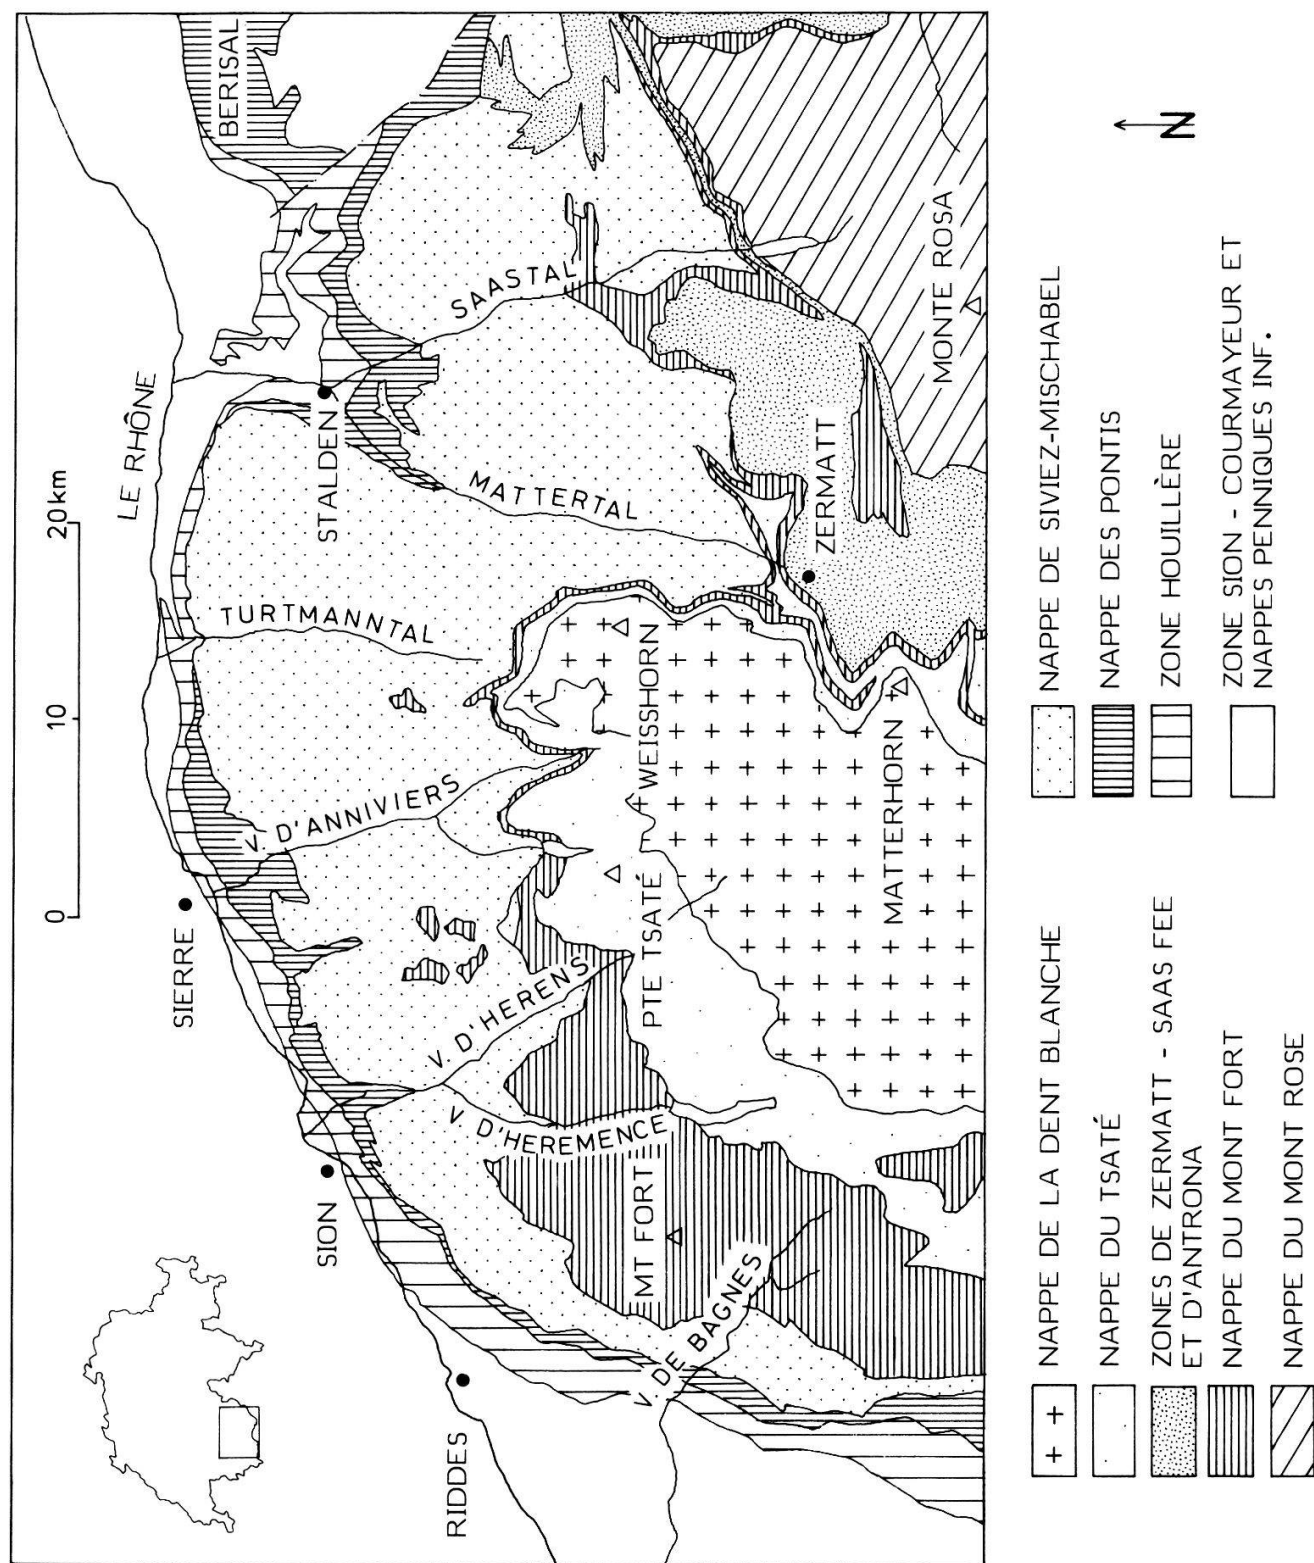 0 10 20km
LE RHÔNE
BERISAL
SIERRE
SION
RIDDES
STALDEN
TURTMANNTAL
V. D'ANNIVIERS
SAASTAL
MATTERTAL
V. D'HERENS
V. D'HEREMENCE
V. DE BAGNES
MT FORT
PTE TSATÉ
WEISSHORN
ZERMATT
MATTERHORN
MONTE ROSA
N
NAPPE DE LA DENT BLANCHE
NAPPE DU TSATÉ
ZONES DE ZERMATT - SAAS FEE
ET D'ANTRONA
NAPPE DU MONT FORT
NAPPE DU MONT ROSE
NAPPE DE SIVIEZ-MISCHABEL
NAPPE DES PONTIS
ZONE HOUILLÈRE
ZONE SION - COURMAYEUR ET
NAPPES PENNIQUES INF.